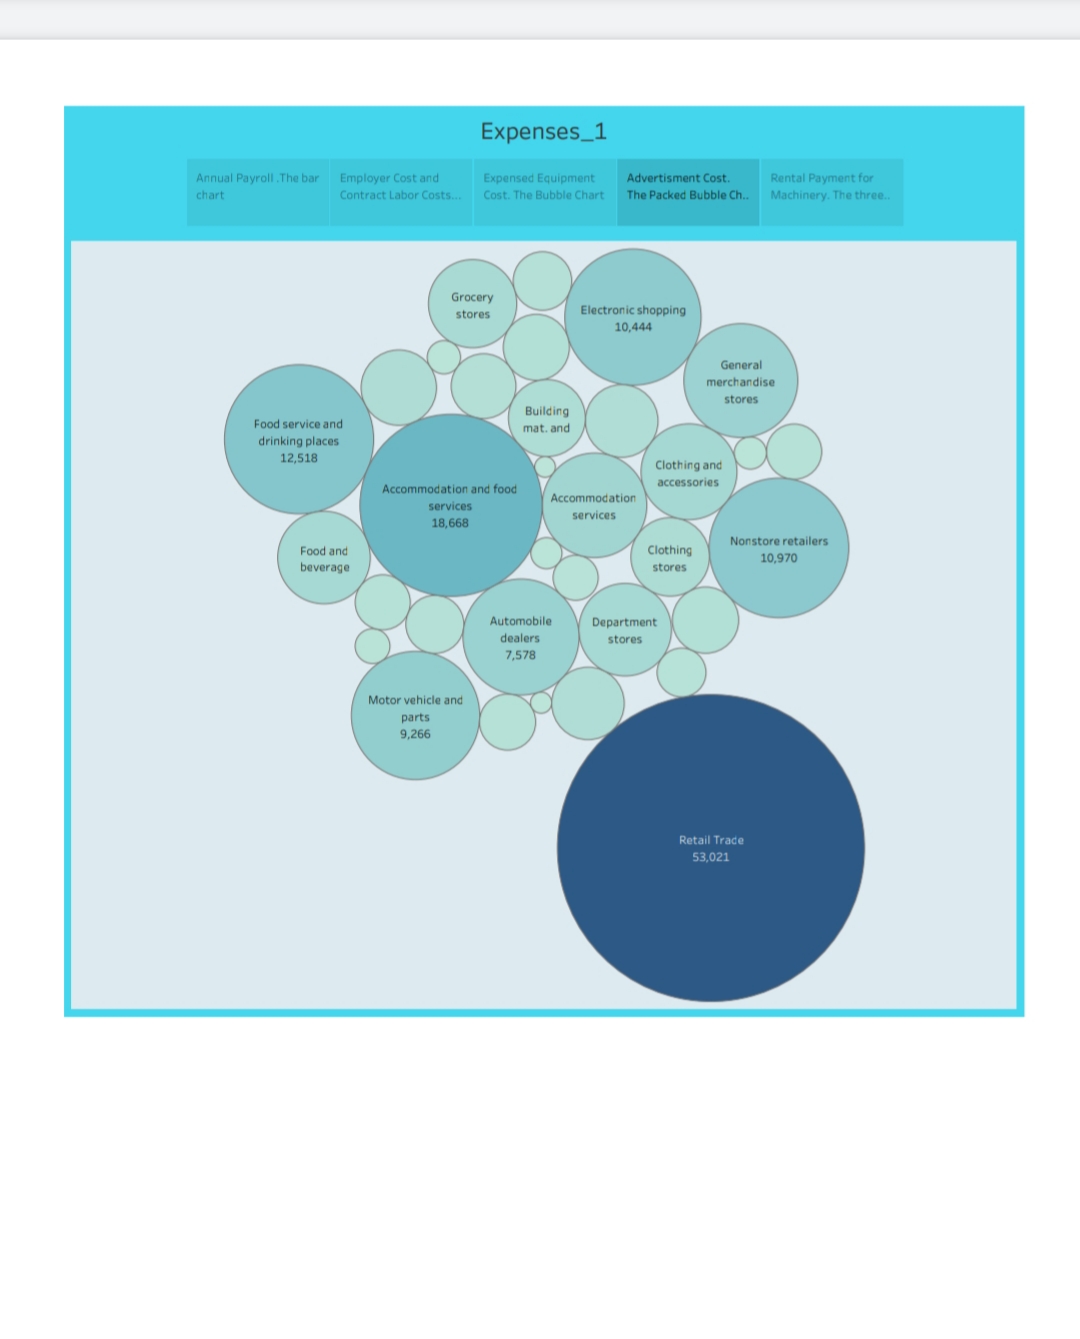 Expenses_1
Annual Payroll .The bar
chart
Employer Cost and
Contract Labor Costs...
Expensed Equipment
Cost. The Bubble Chart
Advertisment Cost.
The Packed Bubble Ch..
Rental Payment for
Machinery. The three..
Grocery
stores
Electronic shopping
10,444
General
merchandise
stores
Food service and
drinking places
12,518
Building
mat. and
Clothing and
accessories
Accommodation and food
services
18,668
Accommodation
services
Nonstore retailers
10,970
Food and
beverage
Clothing
stores
Automobile
dealers
7,578
Department
stores
Motor vehicle and
parts
9,266
Retail Trace
53,021